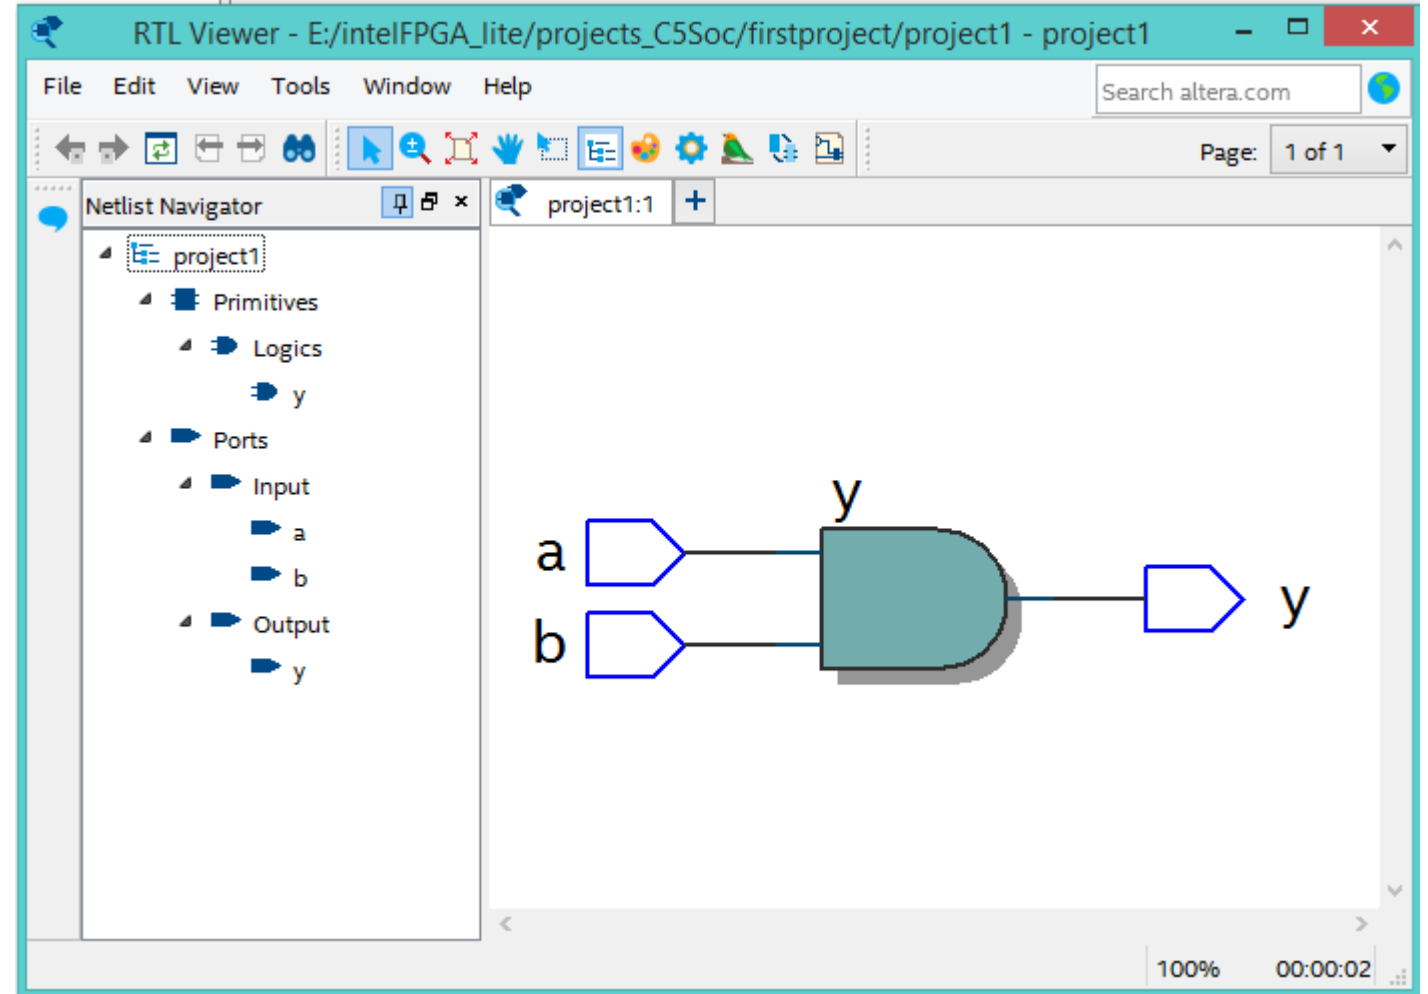 RTL Viewer - E:/intelFPGA_lite/projects_C5Soc/firstproject/project1 - project1
File Edit View Tools Window Help
Search altera.com
Page: 1 of 1
Netlist Navigator
project1:1
project1
Primitives
Logics
y
Ports
Input
a
b
Output
y
y
a
b
y
100% 00:00:02